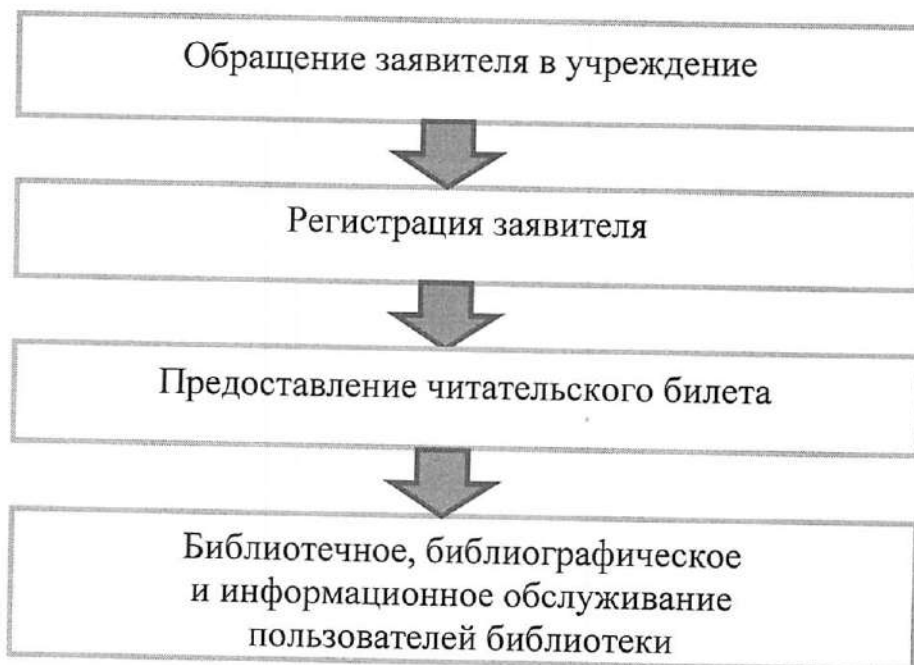 Обращение заявителя в учреждение
Регистрация заявителя
Предоставление читательского билета
Библиотечное, библиографическое
и информационное обслуживание
пользователей библиотеки